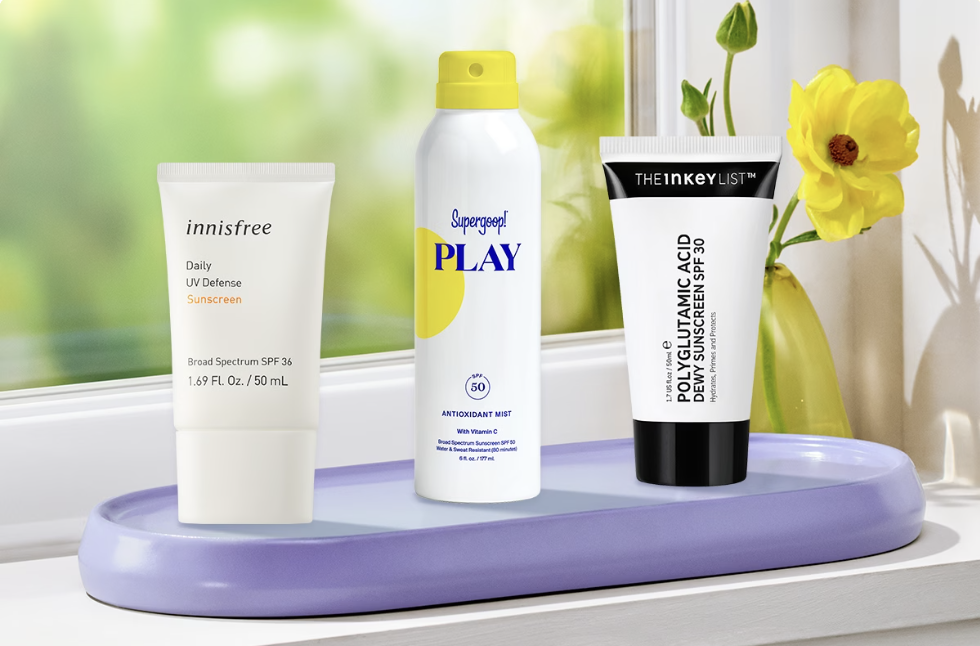 innisfree
Daily
UV Defense
Sunscreen
Broad Spectrum SPF 36
1.69 Fl. Oz. / 50 mL
Supergoop!
PLAY
SPF
50
ANTIOXIDANT MIST
With Vitamin C
Broad Spectrum Sunscreen SPF 50
Water & Sweat Resistant (80 minutes)
6 fl. oz. / 177 ml
THE INKEY LIST™
1.7 US fl.oz / 50ml e
POLYGLUTAMIC ACID
DEWY SUNSCREEN SPF 30
Hydrates, Primes and Protects